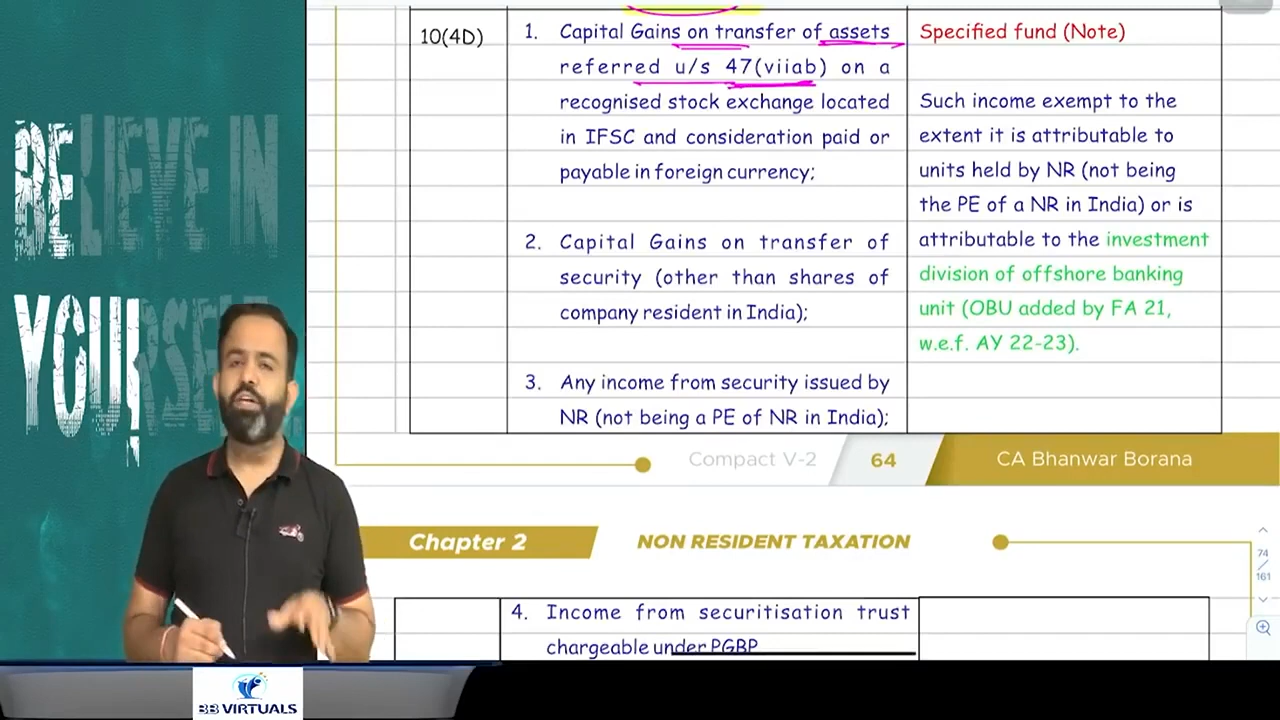 BELIEVE IN
YOURSELF
10(4D)
1. Capital Gains on transfer of assets
referred u/s 47(viiab) on a
recognised stock exchange located
in IFSC and consideration paid or
payable in foreign currency;
2. Capital Gains on transfer of
security (other than shares of
company resident in India);
3. Any income from security issued by
NR (not being a PE of NR in India);
Specified fund (Note)
Such income exempt to the
extent it is attributable to
units held by NR (not being
the PE of a NR in India) or is
attributable to the investment
division of offshore banking
unit (OBU added by FA 21,
w.e.f. AY 22-23).
Compact V-2
64
CA Bhanwar Borana
Chapter 2
NON RESIDENT TAXATION
74
/
161
4. Income from securitisation trust
chargeable under PGBP
BB VIRTUALS